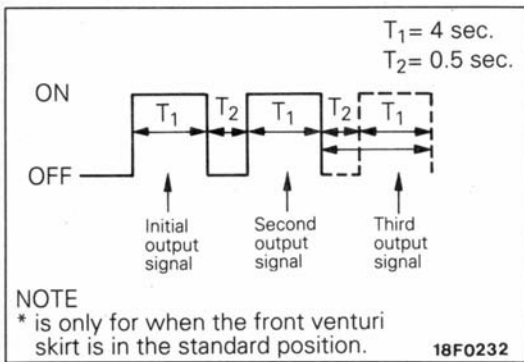 T₁= 4 sec.
T₂= 0.5 sec.
ON
T₁ T₂ T₁ T₂ T₁
OFF
Initial output signal
Second output signal
Third output signal
NOTE
* is only for when the front venturi
skirt is in the standard position.
18F0232